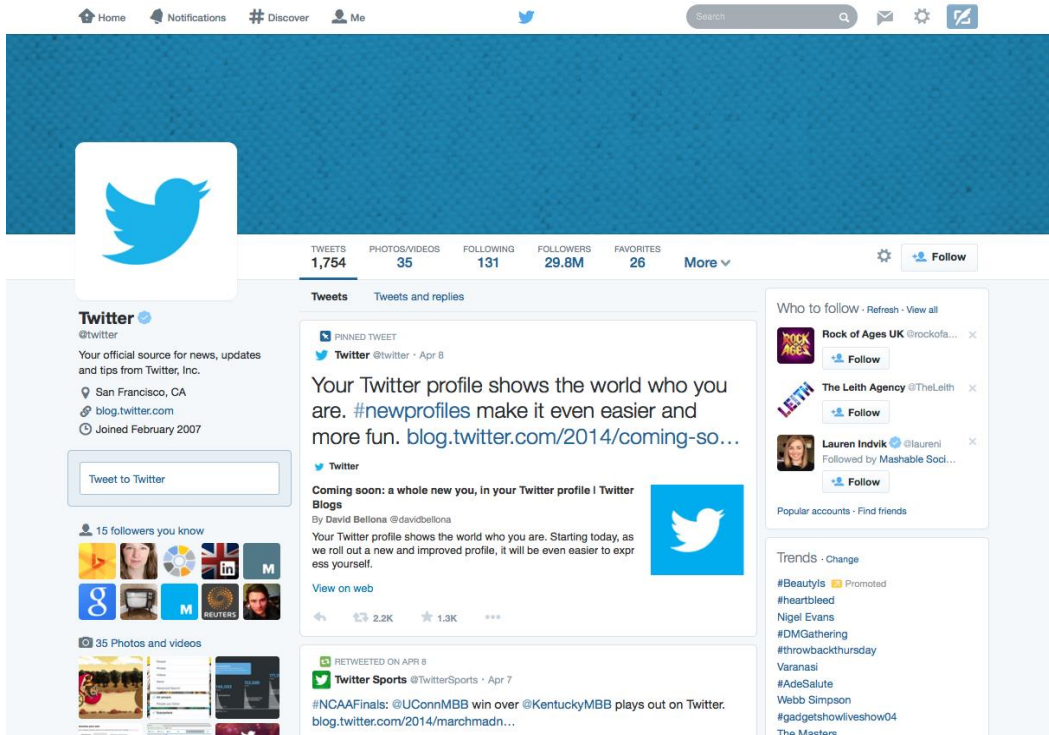 Home Notifications Discover Me Search
TWEETS PHOTOS/VIDEOS FOLLOWING FOLLOWERS FAVORITES
1,754 35 131 29.8M 26 More
Follow
Twitter
@twitter
Your official source for news, updates
and tips from Twitter, Inc.
San Francisco, CA
blog.twitter.com
Joined February 2007
Tweet to Twitter
15 followers you know
in
M
8
M
REUTERS
35 Photos and videos
Tweets Tweets and replies
PINNED TWEET
Twitter @twitter · Apr 8
Your Twitter profile shows the world who you
are. #newprofiles make it even easier and
more fun. blog.twitter.com/2014/coming-so…
Twitter
Coming soon: a whole new you, in your Twitter profile | Twitter
Blogs
By David Bellona @davidbellona
Your Twitter profile shows the world who you are. Starting today, as
we roll out a new and improved profile, it will be even easier to expr
ess yourself.
View on web
2.2K 1.3K
RETWEETED ON APR 8
Twitter Sports @TwitterSports · Apr 7
#NCAAFinals: @UConnMBB win over @KentuckyMBB plays out on Twitter.
blog.twitter.com/2014/marchmadn…
Who to follow · Refresh · View all
ROCK
AGES
Rock of Ages UK @rockofa… ×
Follow
LEITH
The Leith Agency @TheLeith ×
Follow
Lauren Indvik @laureni ×
Followed by Mashable Soci…
Follow
Popular accounts · Find friends
Trends · Change
#BeautyIs Promoted
#heartbleed
Nigel Evans
#DMGathering
#throwbackthursday
Varanasi
#AdeSalute
Webb Simpson
#gadgetshowliveshow04
The Masters